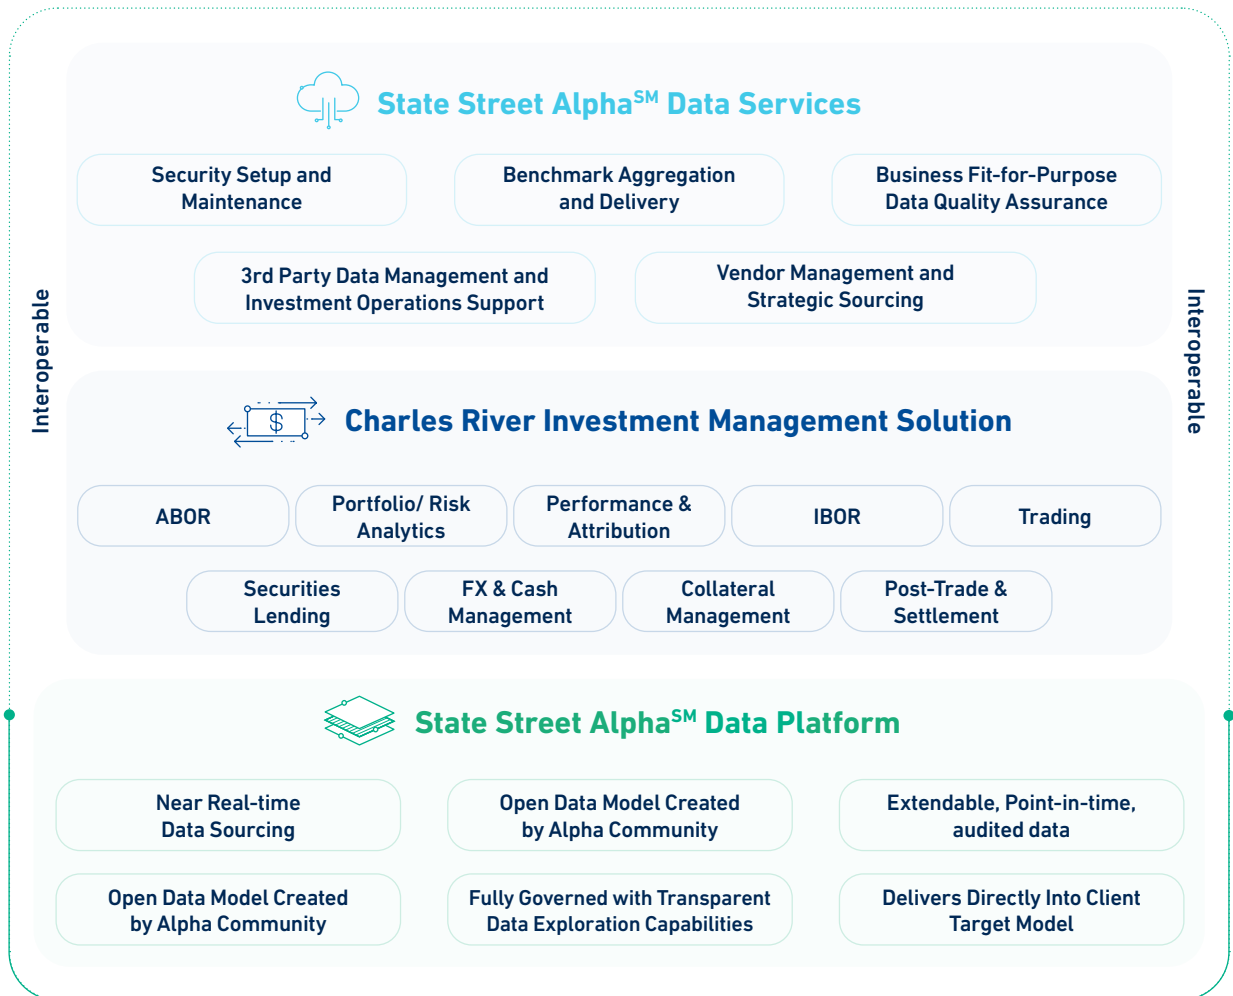 State Street Alpha℠ Data Services
Security Setup and
Maintenance
Benchmark Aggregation
and Delivery
Business Fit-for-Purpose
Data Quality Assurance
3rd Party Data Management and
Investment Operations Support
Vendor Management and
Strategic Sourcing
Interoperable
Interoperable
$
Charles River Investment Management Solution
ABOR
Portfolio/ Risk
Analytics
Performance &
Attribution
IBOR
Trading
Securities
Lending
FX & Cash
Management
Collateral
Management
Post-Trade &
Settlement
State Street Alpha℠ Data Platform
Near Real-time
Data Sourcing
Open Data Model Created
by Alpha Community
Extendable, Point-in-time,
audited data
Open Data Model Created
by Alpha Community
Fully Governed with Transparent
Data Exploration Capabilities
Delivers Directly Into Client
Target Model